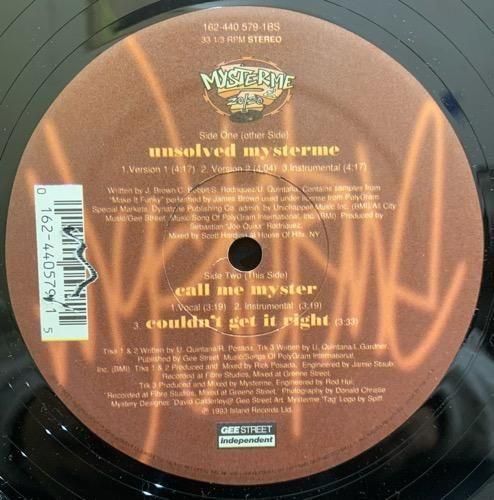 162-440 579-1BS
33 1/3 RPM STEREO
MYSTERME
Side One (other Side)
unsolved mysterme
1.Version 1 (4:17) 2. Version 2 (4:04) 3.Instrumental (4:17)
Written by J. Brown/C. Bobbit/S. Rodriquez/U. Quintana. Contains samples from
"Make It Funky" performed by James Brown used under license from PolyGram
Special Markets. Dynatone Publishing Co. admin. by Unichappell Music Inc. (BMI)/All City
Music/Gee Street Music/Song Of PolyGram International, Inc. (BMI). Produced by
Sebastian "Joe Quixx" Rodriquez.
Mixed by Scott Harding at House Of Hits, NY
Side Two (This Side)
call me myster
1.Vocal (3:19) 2. Instrumental (3:19)
3. couldn't get it right (3:33)
Trks 1 & 2 Written by U. Quintana/R. Posada. Trk 3 Written by U. Quintana/L. Gardner.
Published by Gee Street Music/Songs Of PolyGram International
Inc. (BMI) Trks 1 & 2 Produced and Mixed by Rick Posada. Engineered by Jamie Staub.
Recorded at Fibre Studios, Mixed at Greene Street.
Trk 3 Produced and Mixed by Mysterme, Engineered by Rod Hui.
Recorded at Fibre Studios, Mixed at Greene Street. Photography by Donald Christie
Mystery Designer: David Calderley@ Gee Street Art. Mysterme 'Tag' Logo by Spiff
℗ 1993 Island Records Ltd.
GEE STREET
independent
0 162-440579-1 5